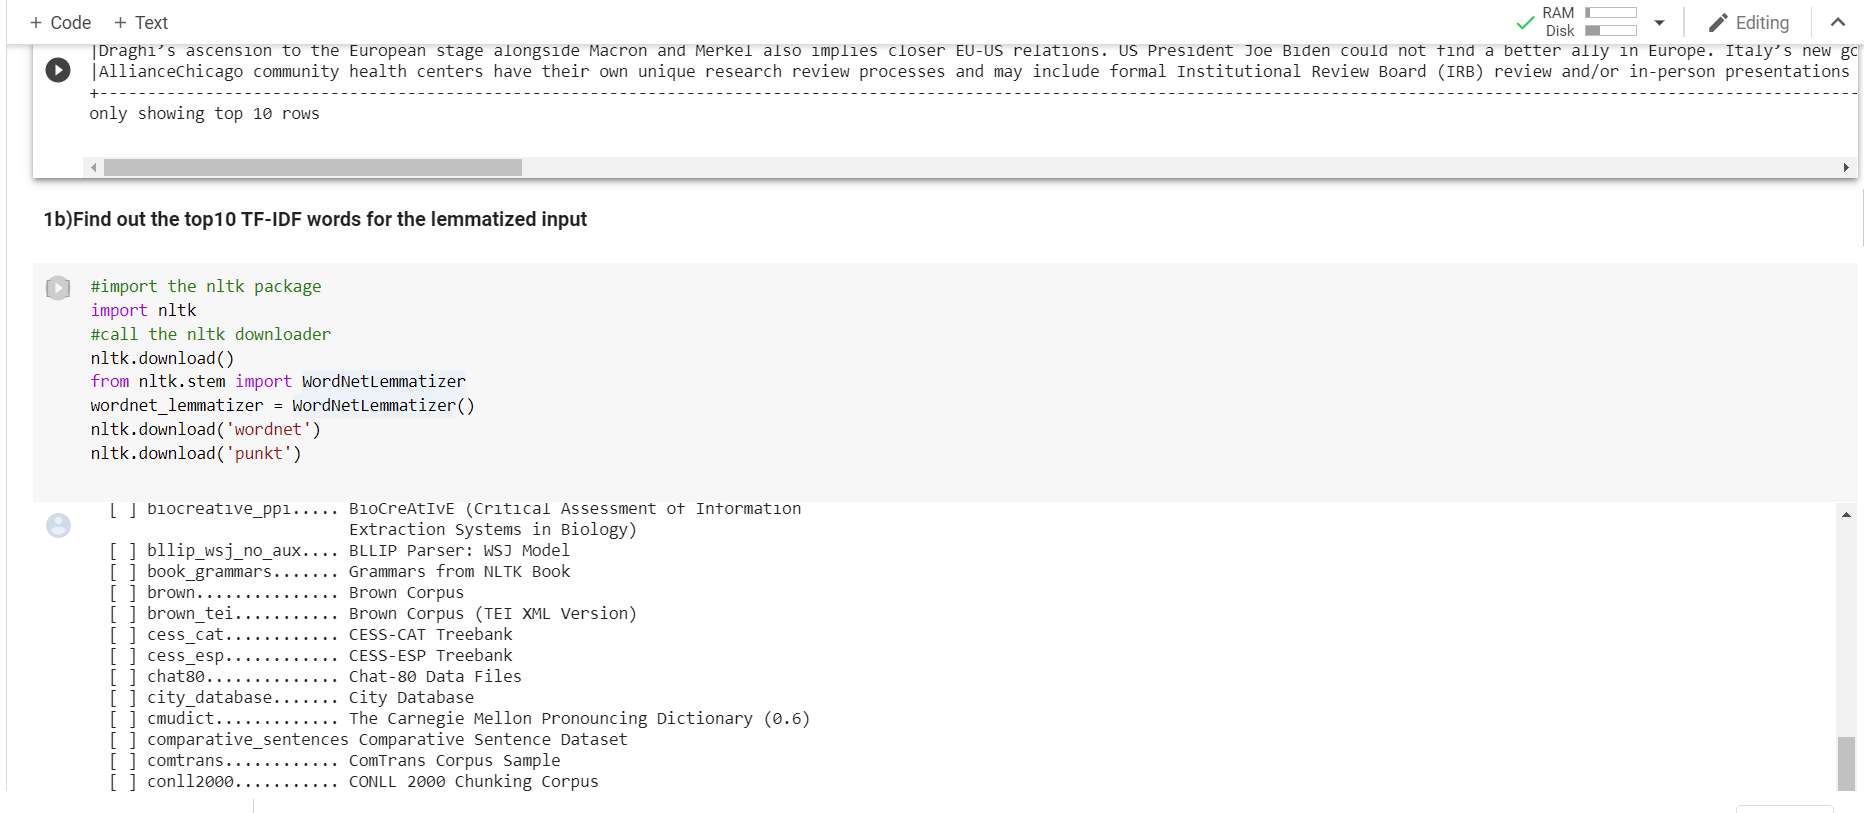 + Code + Text RAM Disk Editing
|Draghi’s ascension to the European stage alongside Macron and Merkel also implies closer EU-US relations. US President Joe Biden could not find a better ally in Europe. Italy’s new go
|AllianceChicago community health centers have their own unique research review processes and may include formal Institutional Review Board (IRB) review and/or in-person presentations
only showing top 10 rows
1b)Find out the top10 TF-IDF words for the lemmatized input
#import the nltk package
import nltk
#call the nltk downloader
nltk.download()
from nltk.stem import WordNetLemmatizer
wordnet_lemmatizer = WordNetLemmatizer()
nltk.download('wordnet')
nltk.download('punkt')
[ ] biocreative_ppi..... BioCreAtIvE (Critical Assessment of Information
Extraction Systems in Biology)
[ ] bllip_wsj_no_aux.... BLLIP Parser: WSJ Model
[ ] book_grammars....... Grammars from NLTK Book
[ ] brown............... Brown Corpus
[ ] brown_tei........... Brown Corpus (TEI XML Version)
[ ] cess_cat............ CESS-CAT Treebank
[ ] cess_esp............ CESS-ESP Treebank
[ ] chat80.............. Chat-80 Data Files
[ ] city_database....... City Database
[ ] cmudict............. The Carnegie Mellon Pronouncing Dictionary (0.6)
[ ] comparative_sentences Comparative Sentence Dataset
[ ] comtrans............ ComTrans Corpus Sample
[ ] conll2000........... CONLL 2000 Chunking Corpus